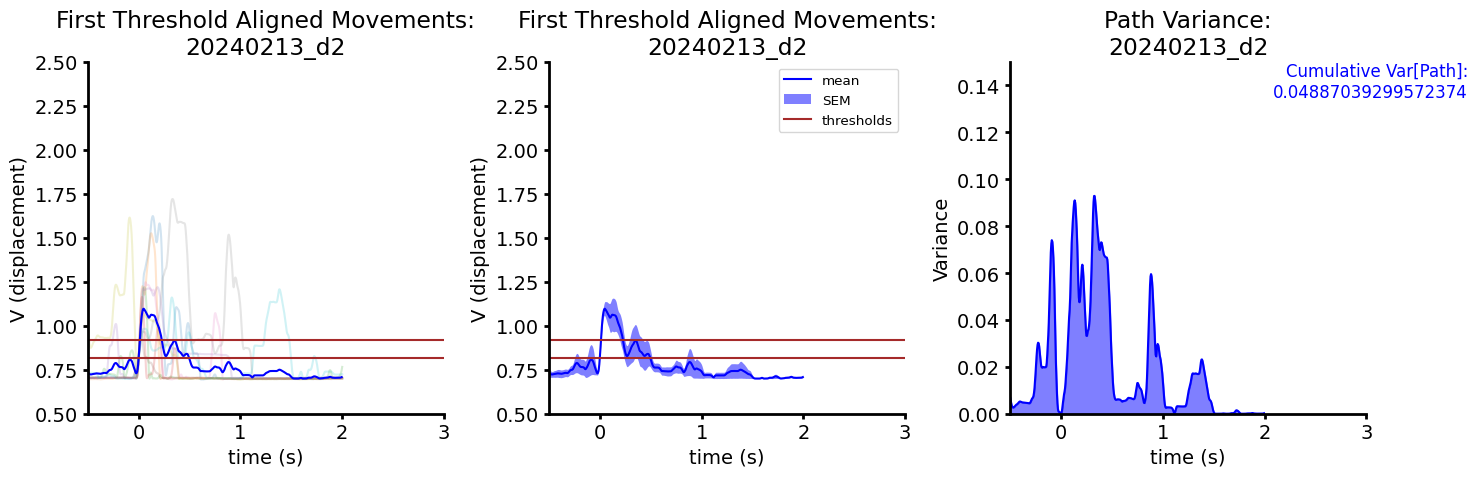 First Threshold Aligned Movements:
20240213_d2
V (displacement)
2.50
2.25
2.00
1.75
1.50
1.25
1.00
0.75
0.50
0
1
2
3
time (s)
First Threshold Aligned Movements:
20240213_d2
V (displacement)
2.50
2.25
2.00
1.75
1.50
1.25
1.00
0.75
0.50
mean
SEM
thresholds
0
1
2
3
time (s)
Path Variance:
20240213_d2
Cumulative Var[Path]:
0.04887039299572374
Variance
0.14
0.12
0.10
0.08
0.06
0.04
0.02
0.00
0
1
2
3
time (s)